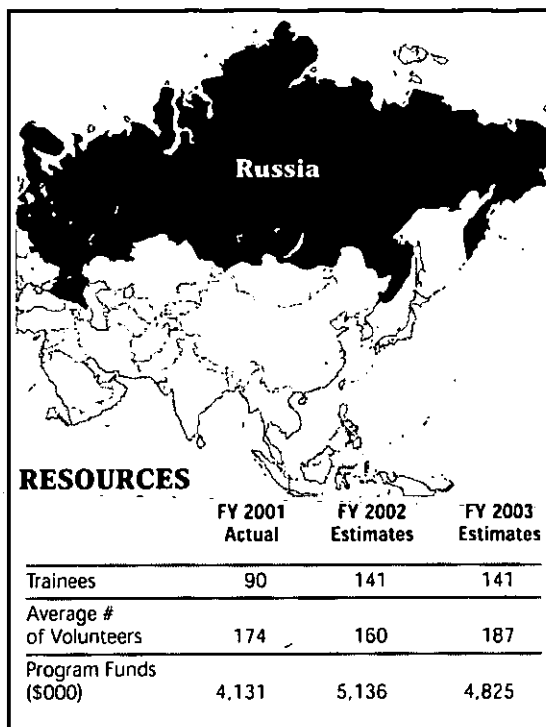 Russia
RESOURCES
FY 2001 FY 2002 FY 2003
Actual Estimates Estimates
Trainees 90 141 141
Average #
of Volunteers 174 160 187
Program Funds
($000) 4,131 5,136 4,825